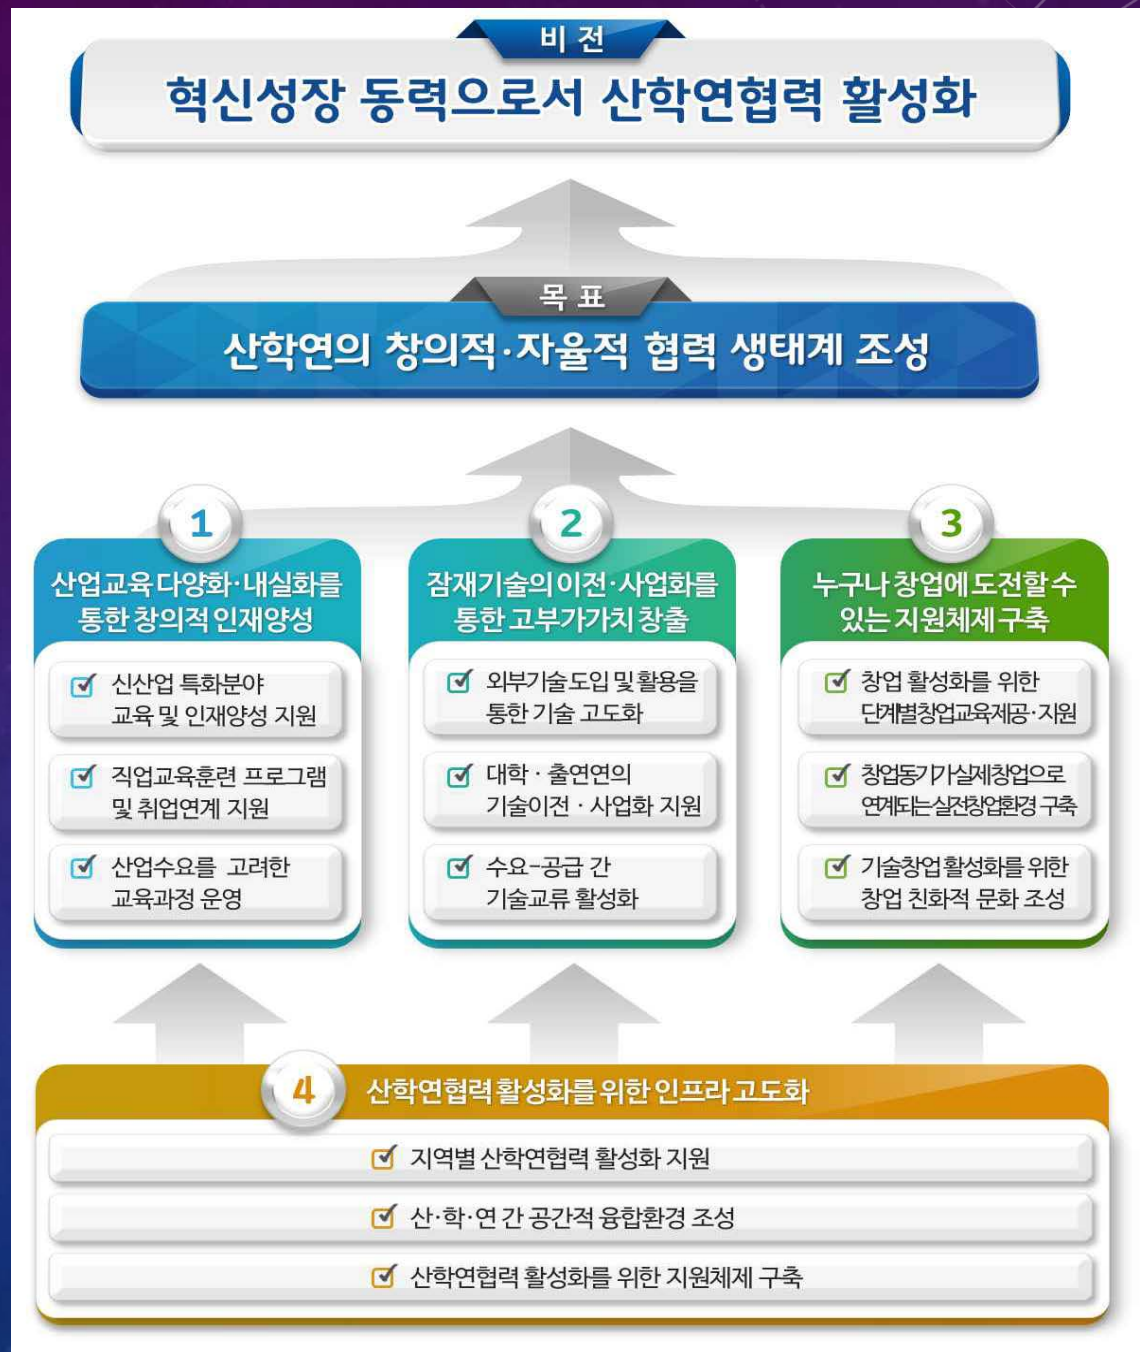 비 전
혁신성장 동력으로서 산학연협력 활성화
목 표
산학연의 창의적·자율적 협력 생태계 조성
1
산업교육 다양화·내실화를
통한 창의적 인재양성
신산업 특화분야
교육 및 인재양성 지원
직업교육훈련 프로그램
및 취업연계 지원
산업수요를 고려한
교육과정 운영
2
잠재기술의 이전·사업화를
통한 고부가가치 창출
외부기술 도입 및 활용을
통한 기술 고도화
대학 · 출연연의
기술이전 · 사업화 지원
수요-공급 간
기술교류 활성화
3
누구나 창업에 도전할 수
있는 지원체제 구축
창업 활성화를 위한
단계별창업교육제공·지원
창업동기가실제창업으로
연계되는실전창업환경 구축
기술창업 활성화를 위한
창업 친화적 문화 조성
4
산학연협력 활성화를 위한 인프라 고도화
지역별 산학연협력 활성화 지원
산·학·연 간 공간적 융합환경 조성
산학연협력 활성화를 위한 지원체제 구축